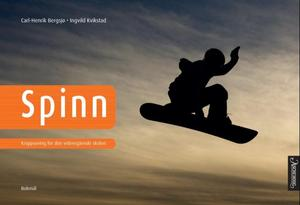 Carl-Henrik Bergsjø • Ingvild Kvikstad
Spinn
Kroppsøving for den videregående skolen
Bokmål